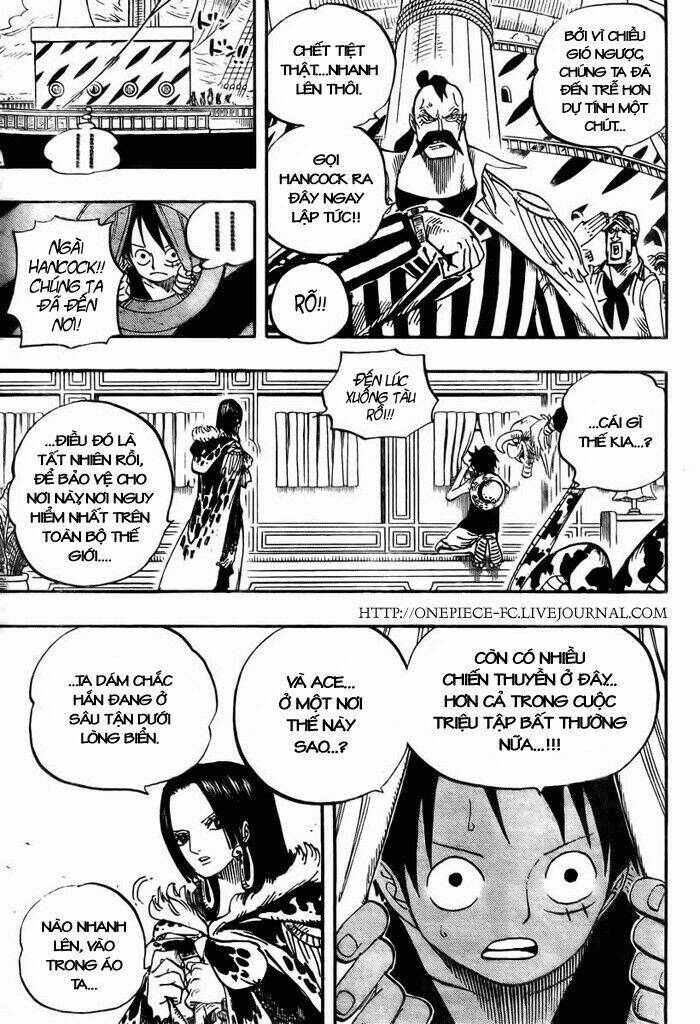 BỞI VÌ CHIỀU
GIÓ NGƯỢC,
CHÚNG TA ĐÃ
ĐẾN TRỄ HƠN
DỰ TÍNH MỘT
CHÚT...
CHẾT TIỆT
THẬT...NHANH
LÊN THÔI.
GỌI
HANCOCK RA
ĐÂY NGAY
LẬP TỨC!!
RÕ!!
NGÀI
HANCOCK!!
CHÚNG TA
ĐÃ ĐẾN
NƠI!
ĐẾN LÚC
XUỐNG TÀU
RỒI!!
...CÁI GÌ
THẾ KIA...?
...ĐIỀU ĐÓ LÀ
TẤT NHIÊN RỒI,
ĐỂ BẢO VỆ CHO
NƠI NÀY,NƠI NGUY
HIỂM NHẤT TRÊN
TOÀN BỘ THẾ
GIỚI....
HTTP://ONEPIECE-FC.LIVEJOURNAL.COM
CÒN CÓ NHIỀU
CHIẾN THUYỀN Ở ĐÂY...
HƠN CẢ TRONG CUỘC
TRIỆU TẬP BẤT THƯỜNG
NỮA...!!!
VÀ ACE...
Ở MỘT NƠI
THẾ NÀY
SAO...?
...TA DÁM CHẮC
HẮN ĐANG Ở
SÂU TẬN DƯỚI
LÒNG BIỂN.
NÀO NHANH
LÊN, VÀO
TRONG ÁO
TA...